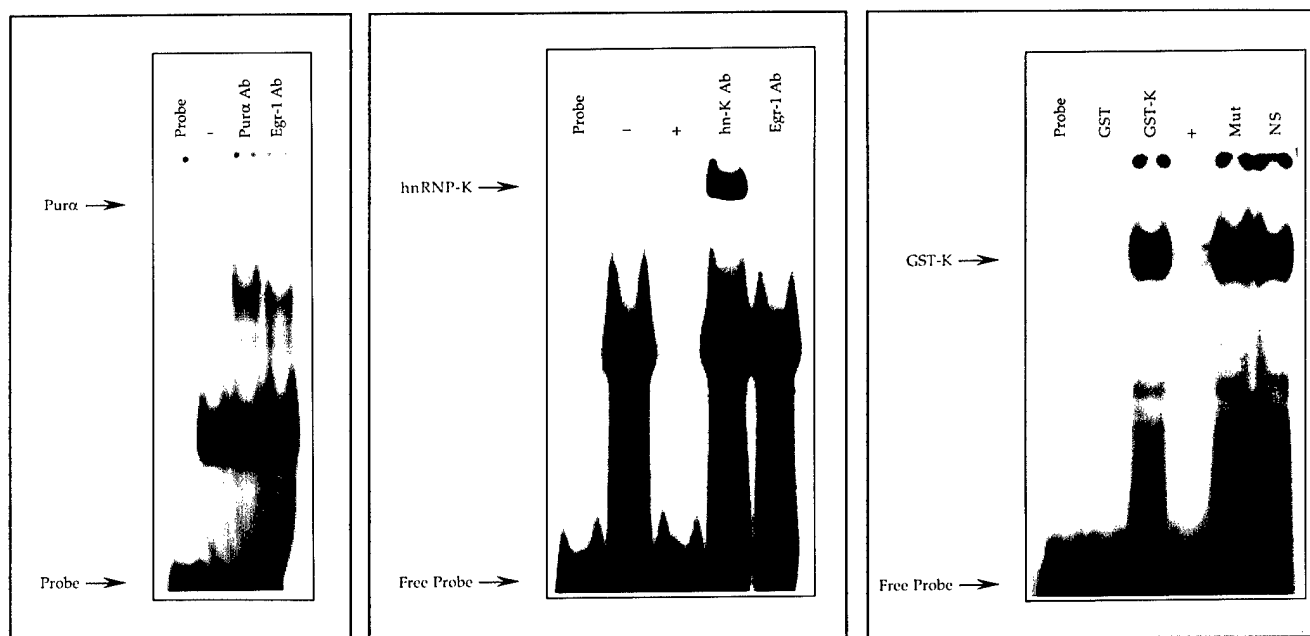 Probe
-
Purα Ab
Egr-1 Ab
Purα
Probe
Probe
-
+
hn-K Ab
Egr-1 Ab
hnRNP-K
Free Probe
Probe
GST
GST-K
+
Mut
NS
GST-K
Free Probe